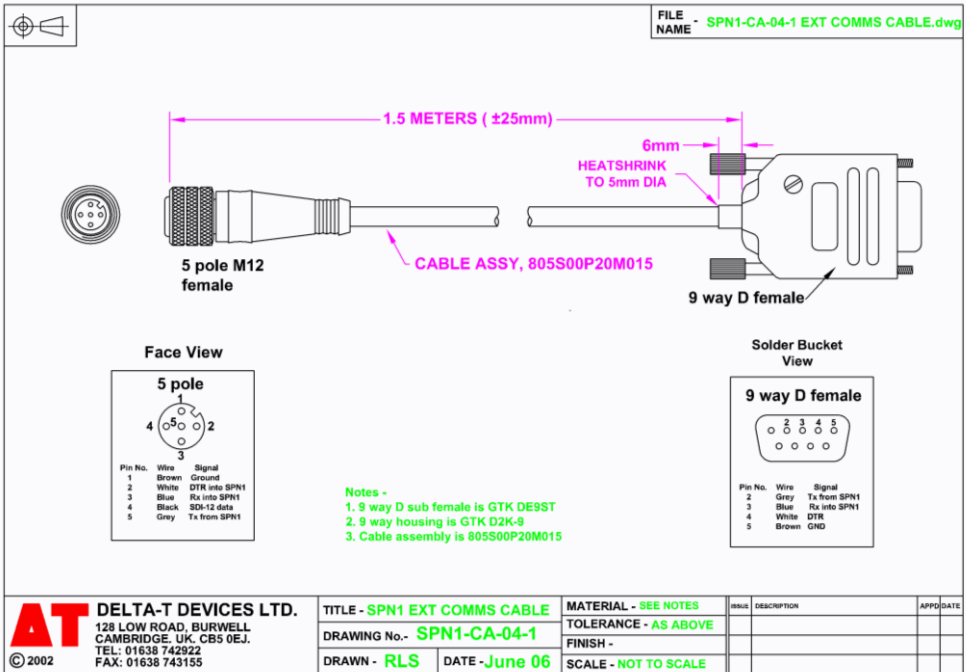 FILE NAME - SPN1-CA-04-1 EXT COMMS CABLE.dwg
1.5 METERS ( ±25mm)
6mm
HEATSHRINK
TO 5mm DIA
5 pole M12
female
CABLE ASSY, 805S00P20M015
9 way D female
Face View
5 pole
1
4 5 2
3
Pin No. Wire Signal
1 Brown Ground
2 White DTR into SPN1
3 Blue Rx into SPN1
4 Black SDI-12 data
5 Grey Tx from SPN1
Notes -
1. 9 way D sub female is GTK DE9ST
2. 9 way housing is GTK D2K-9
3. Cable assembly is 805S00P20M015
Solder Bucket
View
9 way D female
2 3 4 5
Pin No. Wire Signal
2 Grey Tx from SPN1
3 Blue Rx into SPN1
4 White DTR
5 Brown GND
AT
© 2002
DELTA-T DEVICES LTD.
128 LOW ROAD, BURWELL
CAMBRIDGE. UK. CB5 0EJ.
TEL: 01638 742922
FAX: 01638 743155
TITLE - SPN1 EXT COMMS CABLE
DRAWING No.- SPN1-CA-04-1
DRAWN - RLS
DATE - June 06
MATERIAL - SEE NOTES
TOLERANCE - AS ABOVE
FINISH -
SCALE - NOT TO SCALE
ISSUE DESCRIPTION APPD DATE